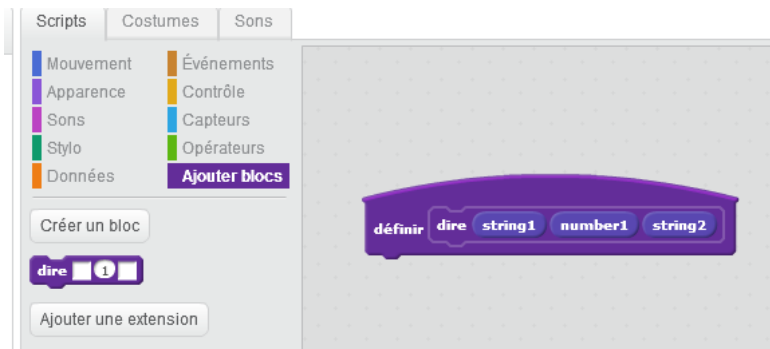 Scripts Costumes Sons
Mouvement Événements
Apparence Contrôle
Sons Capteurs
Stylo Opérateurs
Données Ajouter blocs
Créer un bloc
dire 1
Ajouter une extension
définir dire string1 number1 string2